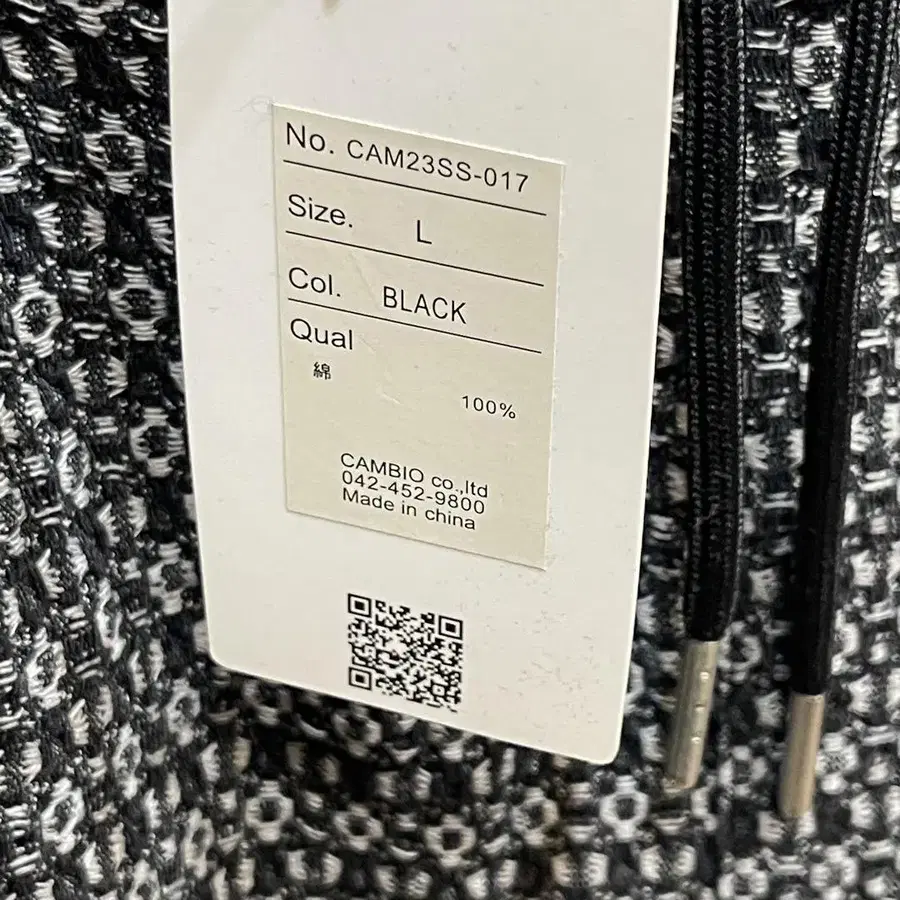 No. CAM23SS-017
Size. L
Col. BLACK
Qual
綿
100%
CAMBIO co.,ltd
042-452-9800
Made in china